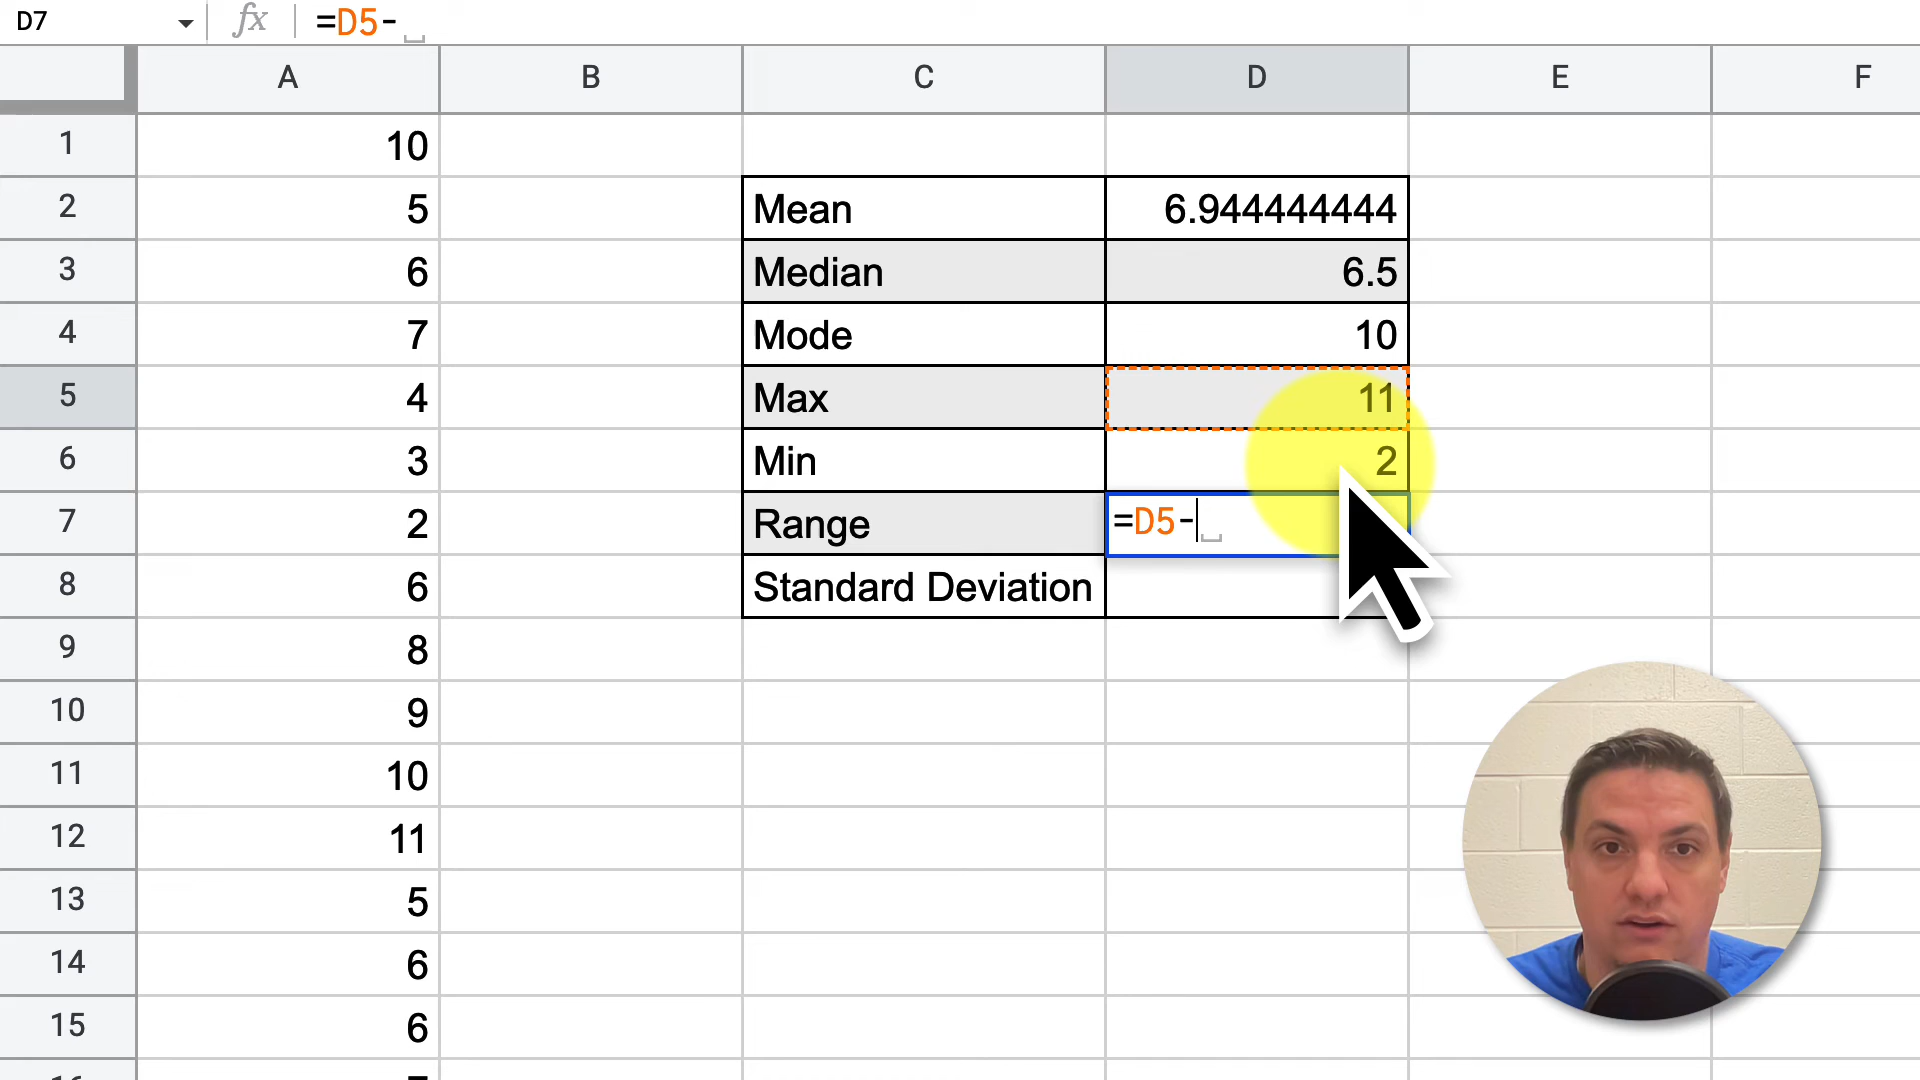 D7 fx =D5-
A B C D E F
1 10
2 5 Mean 6.944444444
3 6 Median 6.5
4 7 Mode 10
5 4 Max 11
6 3 Min 2
7 2 Range =D5-
8 6 Standard Deviation
9 8
10 9
11 10
12 11
13 5
14 6
15 6